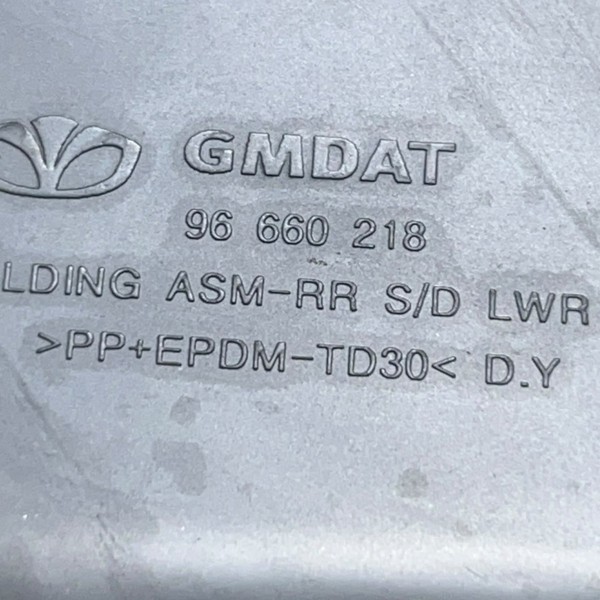 GMDAT
96 660 218
LDING ASM-RR S/D LWR
>PP+EPDM-TD30< D.Y